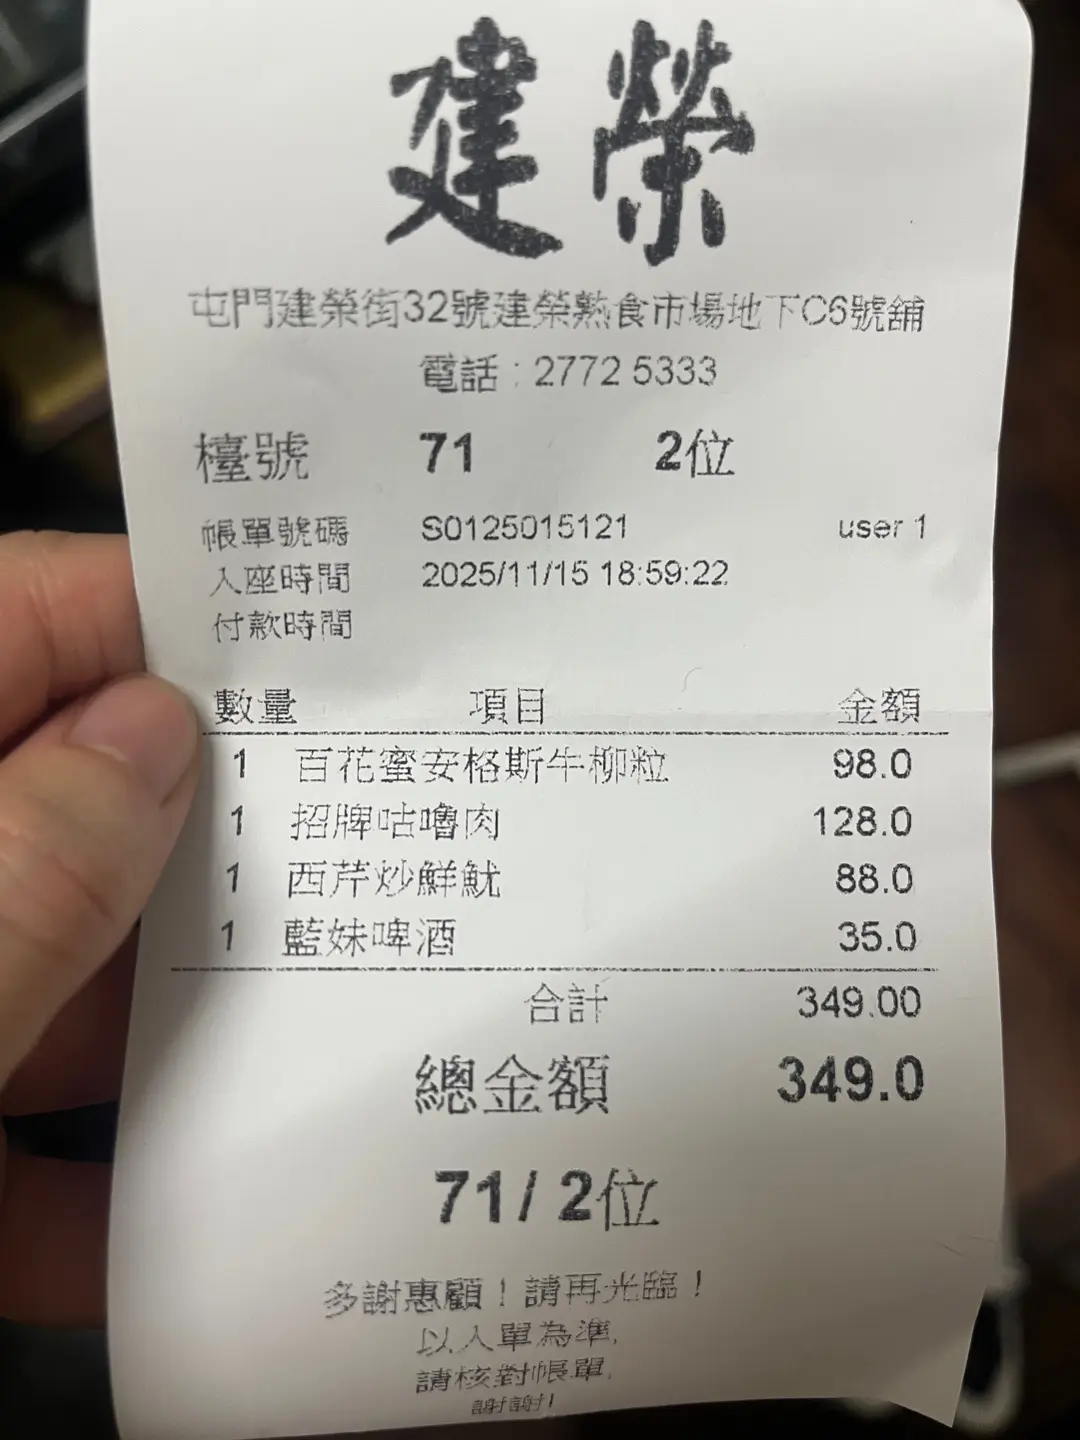 建榮
屯門建榮街32號建榮熟食市場地下C6號舖
電話：2772 5333
檯號 71 2位
帳單號碼 S0125015121 user 1
入座時間 2025/11/15 18:59:22
付款時間
數量 項目 金額
1 百花蜜安格斯牛柳粒 98.0
1 招牌咕嚕肉 128.0
1 西芹炒鮮魷 88.0
1 藍妹啤酒 35.0
合計 349.00
總金額 349.0
71/ 2位
多謝惠顧！請再光臨！
以入單為準,
請核對帳單,
謝謝!